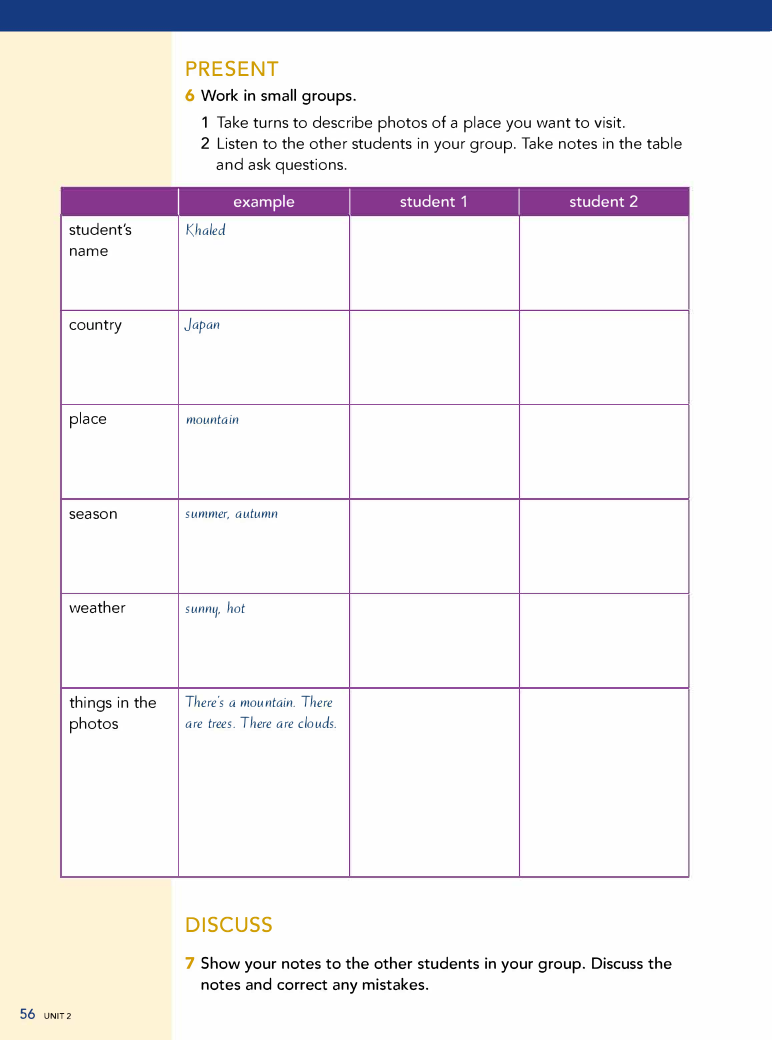 PRESENT
6 Work in small groups.
1 Take turns to describe photos of a place you want to visit.
2 Listen to the other students in your group. Take notes in the table
and ask questions.
example student 1 student 2
student's Khaled
name
country Japan
place mountain
season summer, autumn
weather sunny, hot
things in the There's a mountain. There
photos are trees. There are clouds.
DISCUSS
7 Show your notes to the other students in your group. Discuss the
notes and correct any mistakes.
56 UNIT 2